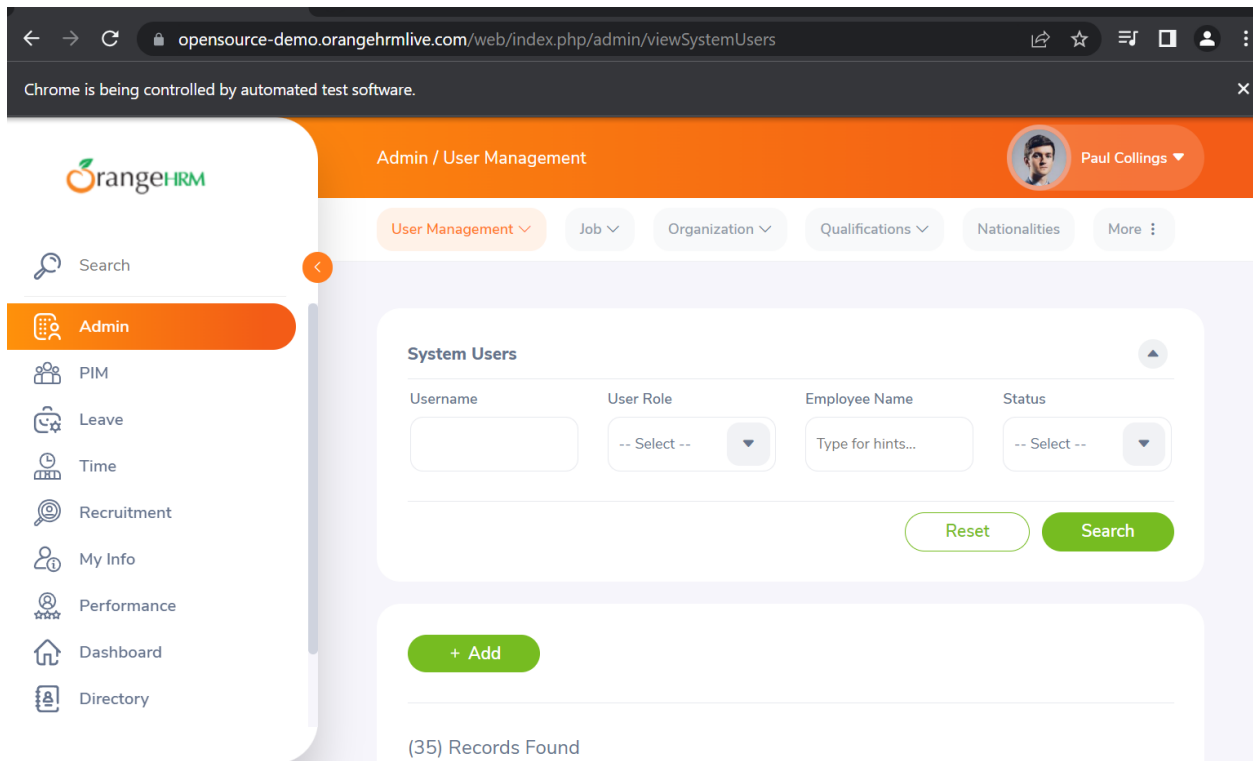 opensource-demo.orangehrmlive.com/web/index.php/admin/viewSystemUsers
Chrome is being controlled by automated test software.
OrangeHRM
Search
Admin
PIM
Leave
Time
Recruitment
My Info
Performance
Dashboard
Directory
Admin / User Management
Paul Collings
User Management Job Organization Qualifications Nationalities More
System Users
Username User Role Employee Name Status
-- Select -- Type for hints... -- Select --
Reset Search
+ Add
(35) Records Found